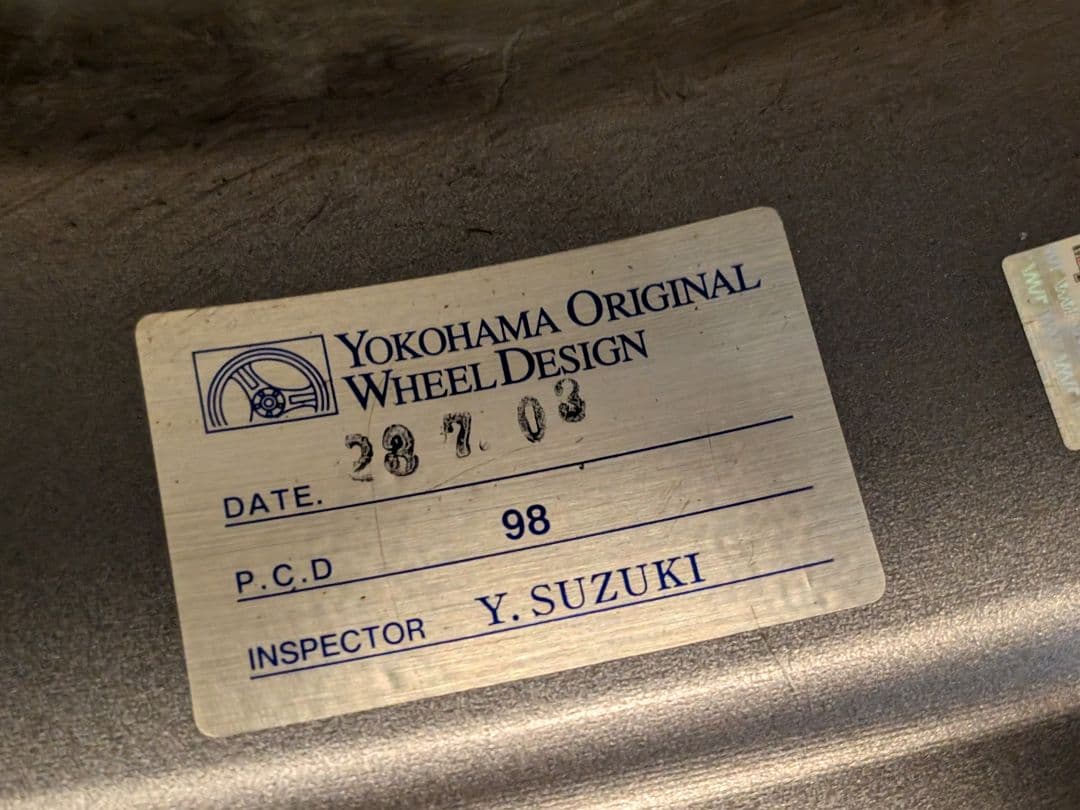 YOKOHAMA ORIGINAL
WHEEL DESIGN
DATE. 28 7. 03
P.C.D 98
INSPECTOR Y. SUZUKI